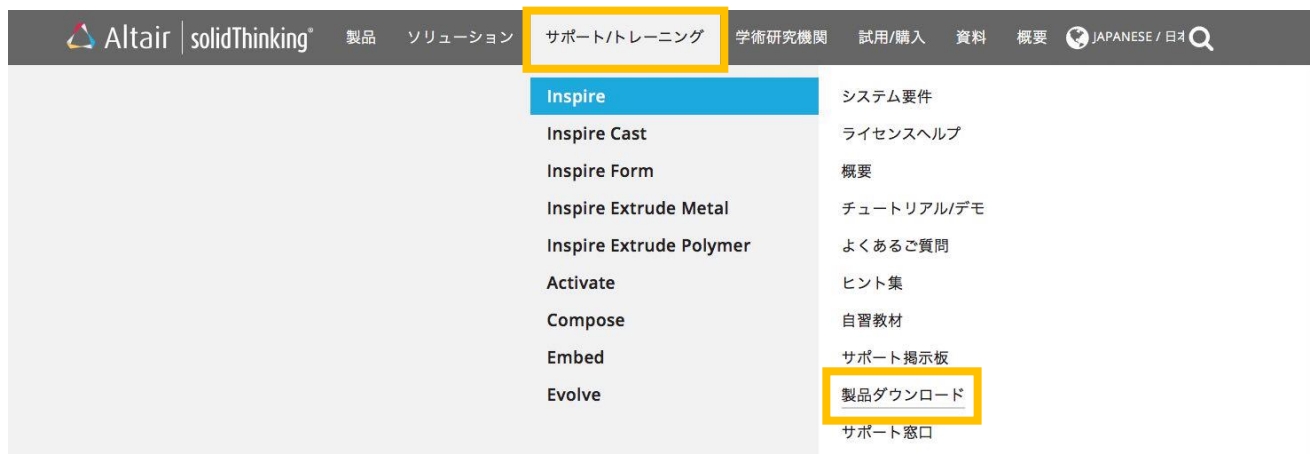 Altair | solidThinking® 製品 ソリューション サポート/トレーニング 学術研究機関 試用/購入 資料 概要 JAPANESE / 日本
Inspire
Inspire Cast
Inspire Form
Inspire Extrude Metal
Inspire Extrude Polymer
Activate
Compose
Embed
Evolve
システム要件
ライセンスヘルプ
概要
チュートリアル/デモ
よくあるご質問
ヒント集
自習教材
サポート掲示板
製品ダウンロード
サポート窓口